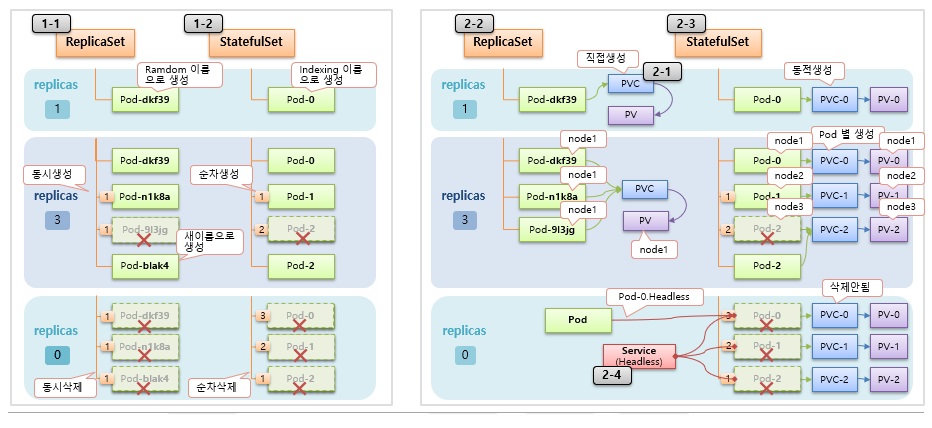 1-1
1-2
ReplicaSet
StatefulSet
Ramdom 이름
으로 생성
Indexing 이름
으로 생성
replicas
1
Pod-dkf39
Pod-0
Pod-dkf39
Pod-0
동시생성
순차생성
replicas
3
1
Pod-n1k8a
1
Pod-1
Pod-9l3jg
2
Pod-2
새이름으로
생성
Pod-blak4
Pod-2
replicas
0
1
Pod-dkf39
3
Pod-0
1
Pod-n1k8a
2
Pod-1
1
Pod-blak4
1
Pod-2
동시삭제
순차삭제
2-2
2-3
ReplicaSet
StatefulSet
직접생성
2-1
동적생성
replicas
1
Pod-dkf39
PVC
PV
Pod-0
PVC-0
PV-0
replicas
3
node1
Pod-dkf39
node1
Pod-n1k8a
node1
Pod-9l3jg
PVC
PV
node1
node1
Pod 별 생성
node1
Pod-0
PVC-0
PV-0
node2
node2
1
Pod-1
PVC-1
PV-1
node3
node3
2
Pod-2
PVC-2
PV-2
Pod-2
replicas
0
Pod-0.Headless
삭제안됨
Pod
3
Pod-0
PVC-0
PV-0
Service
(Headless)
2-4
2
Pod-1
PVC-1
PV-1
1
Pod-2
PVC-2
PV-2